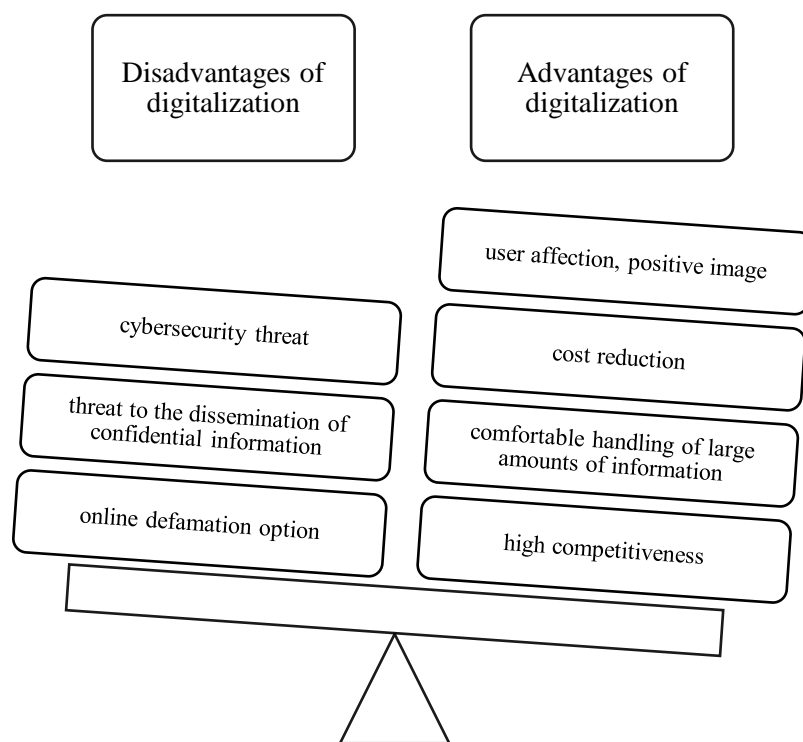 Disadvantages of
digitalization
Advantages of
digitalization
cybersecurity threat
threat to the dissemination of
confidential information
online defamation option
user affection, positive image
cost reduction
comfortable handling of large
amounts of information
high competitiveness